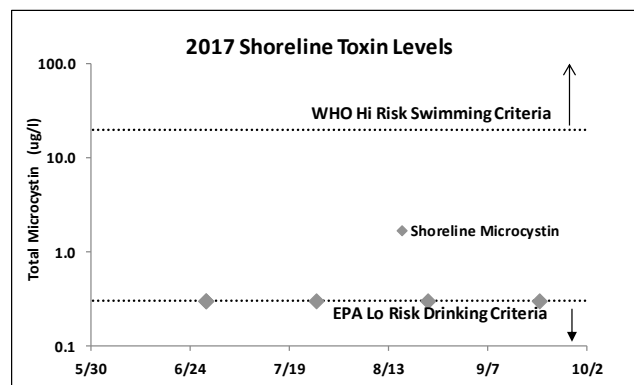 2017 Shoreline Toxin Levels
Total Microcystin (ug/l)
100.0
10.0
1.0
0.1
WHO Hi Risk Swimming Criteria
Shoreline Microcystin
EPA Lo Risk Drinking Criteria
5/30 6/24 7/19 8/13 9/7 10/2